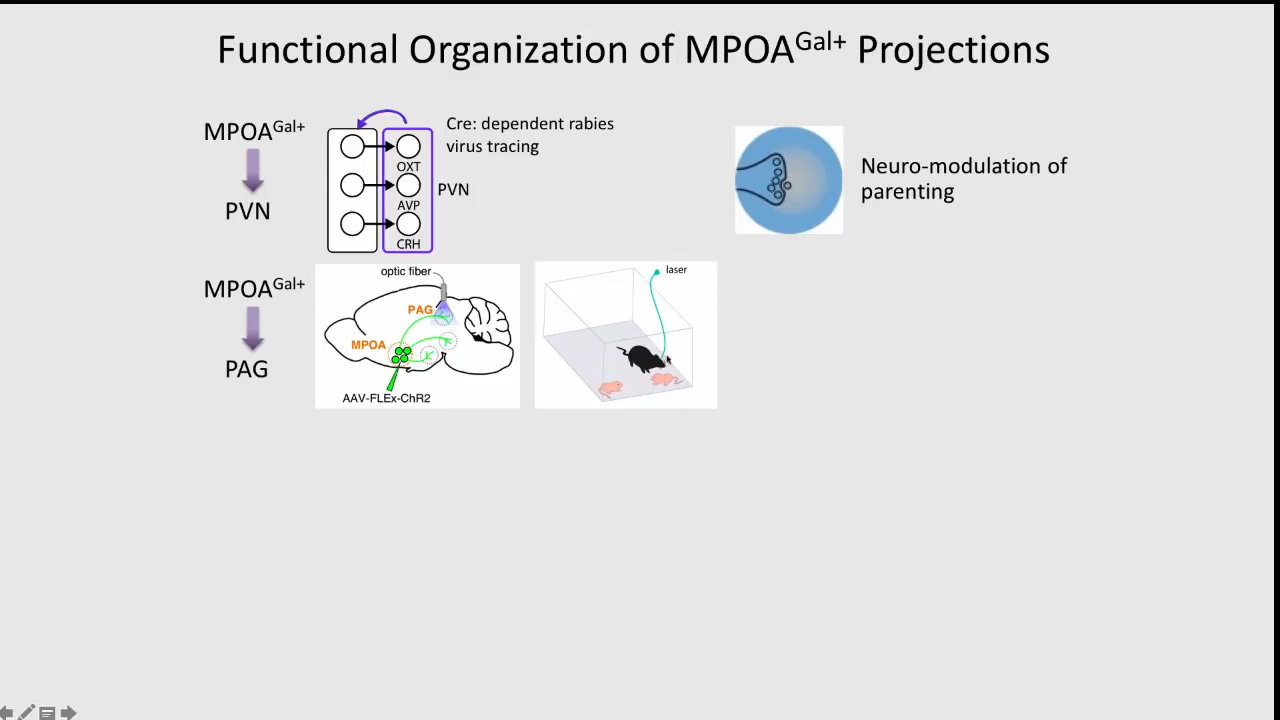 Functional Organization of MPOAGal+ Projections
MPOAGal+
PVN
OXT
AVP
CRH
Cre: dependent rabies
virus tracing
PVN
Neuro-modulation of
parenting
MPOAGal+
PAG
optic fiber
PAG
MPOA
AAV-FLEx-ChR2
laser